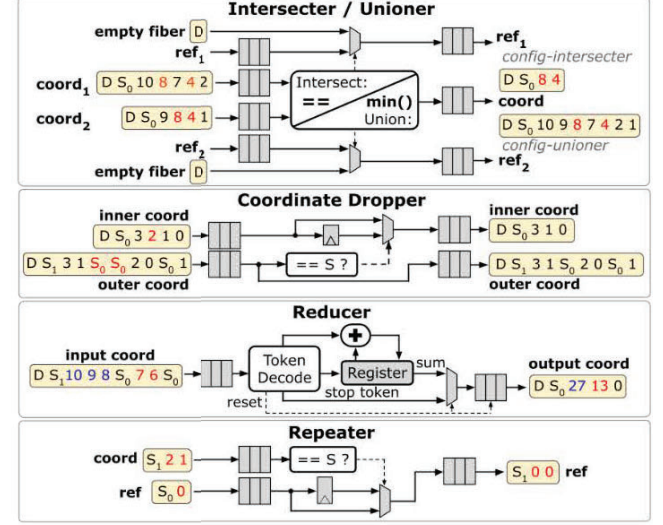 Intersecter / Unioner
empty fiber D
ref1
coord1 D S0 10 8 7 4 2
coord2 D S0 9 8 4 1
ref2
empty fiber D
Intersect:
==
min()
Union:
ref1
config-intersecter
D S0 8 4
coord
D S0 10 9 8 7 4 2 1
config-unioner
ref2
Coordinate Dropper
inner coord
D S0 3 2 1 0
D S1 3 1 S0 S0 2 0 S0 1
outer coord
== S ?
inner coord
D S0 3 1 0
D S1 3 1 S0 2 0 S0 1
outer coord
Reducer
input coord
D S1 10 9 8 S0 7 6 S0
Token
Decode
+
Register
sum
reset
stop token
output coord
D S0 27 13 0
Repeater
coord S1 2 1
ref S0 0
== S ?
S1 0 0 ref